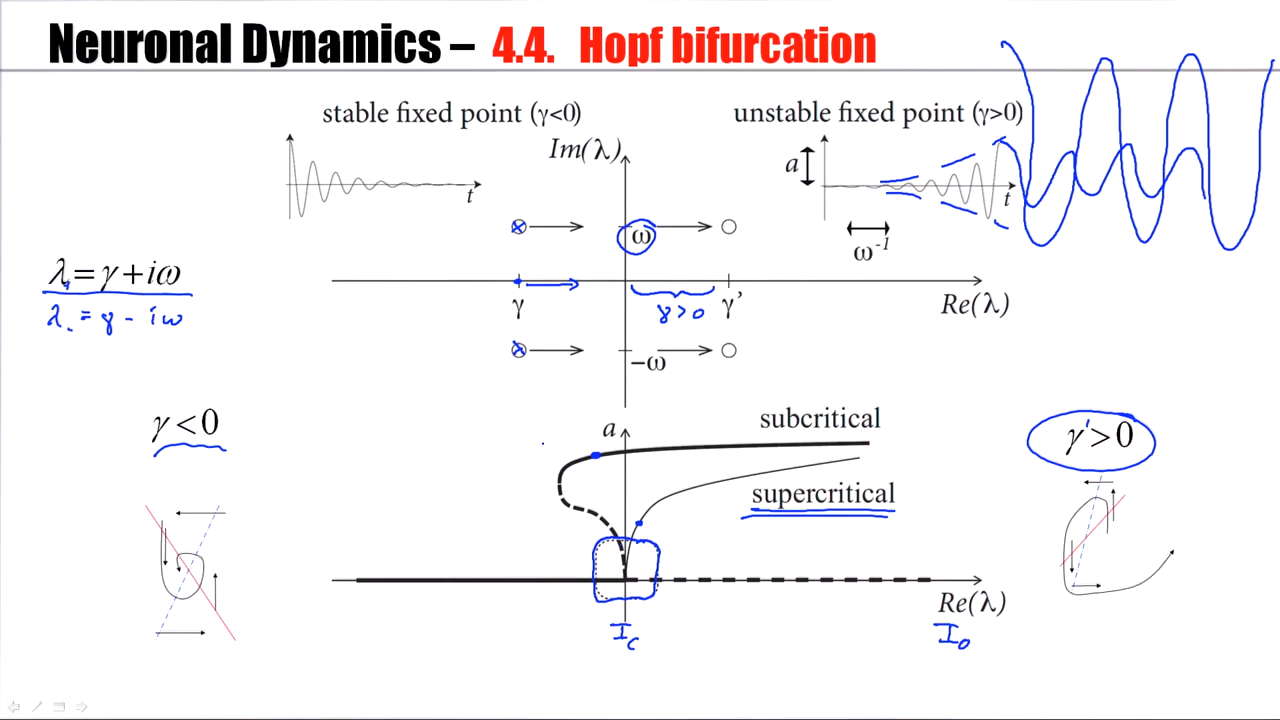 Neuronal Dynamics – 4.4. Hopf bifurcation
stable fixed point (γ<0)
unstable fixed point (γ>0)
Im(λ)
a
t
t
ω
ω⁻¹
λ₁ = γ + iω
λ₋ = γ - iω
γ
γ>0
γ'
Re(λ)
−ω
γ < 0
a
subcritical
γ' > 0
supercritical
Re(λ)
I_c
I_0